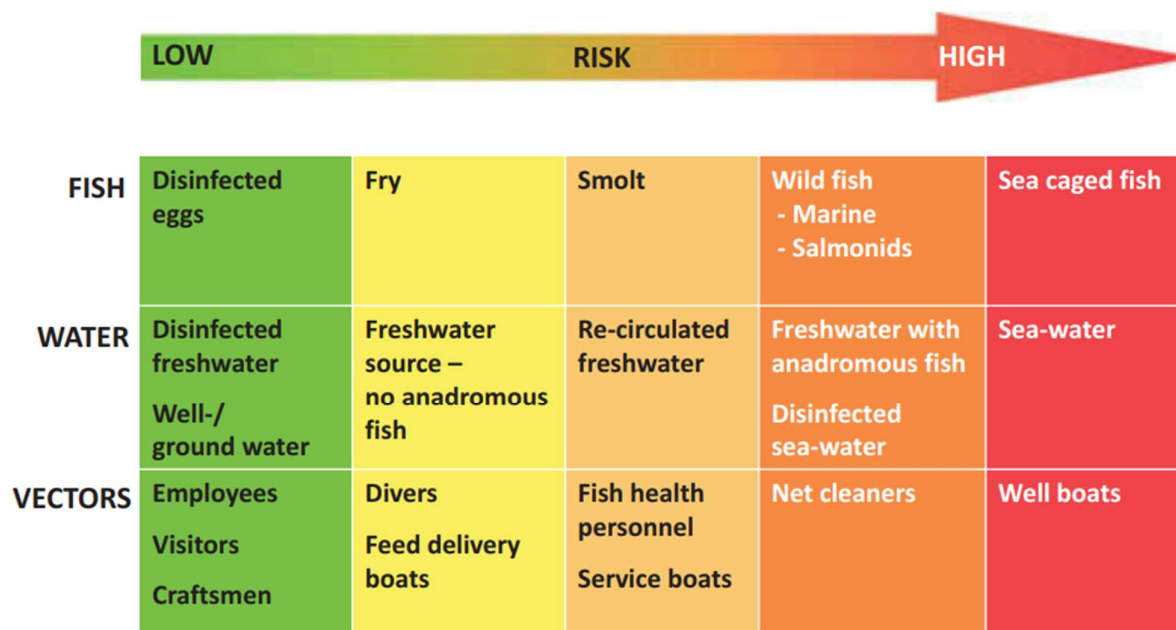 LOW RISK HIGH
FISH
Disinfected
eggs
Fry
Smolt
Wild fish
- Marine
- Salmonids
Sea caged fish
WATER
Disinfected
freshwater
Well-/
ground water
Freshwater
source –
no anadromous
fish
Re-circulated
freshwater
Freshwater with
anadromous fish
Disinfected
sea-water
Sea-water
VECTORS
Employees
Visitors
Craftsmen
Divers
Feed delivery
boats
Fish health
personnel
Service boats
Net cleaners
Well boats